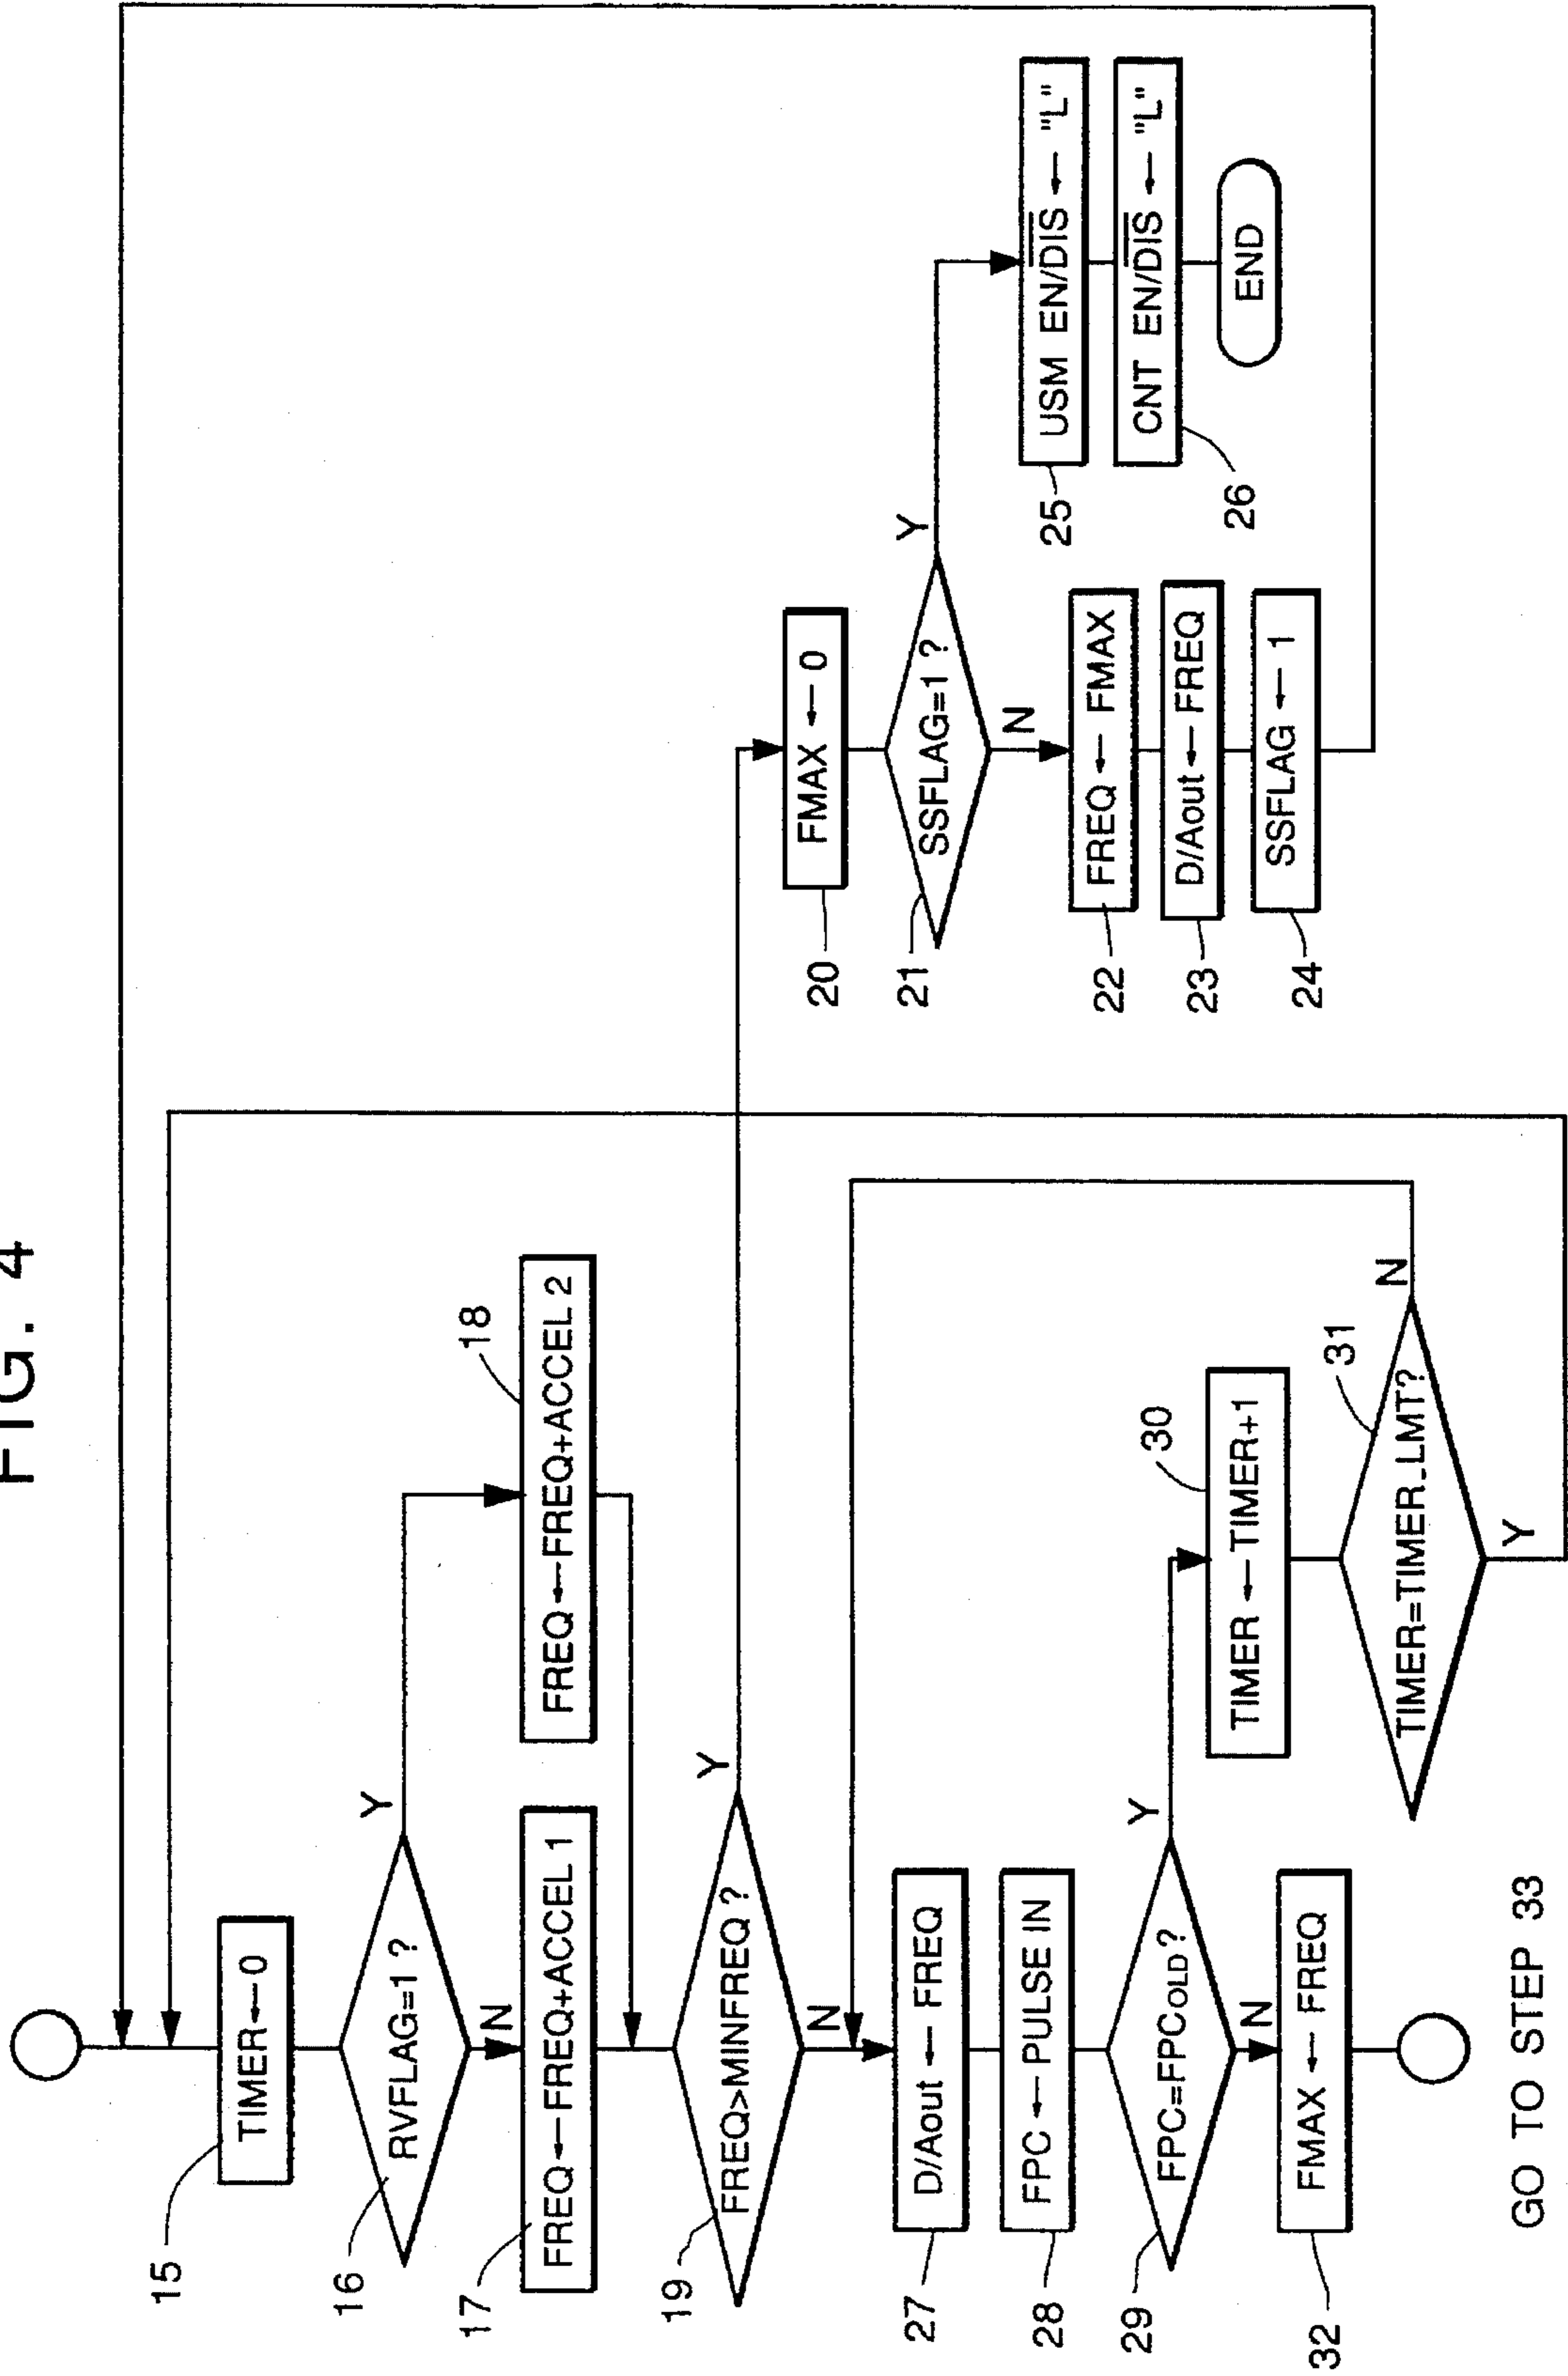 FIG. 4
TIMER←0
15
RVFLAG=1 ?
16
Y
N
FREQ←FREQ+ACCEL 1
17
FREQ←FREQ+ACCEL 2
18
FREQ>MINFREQ ?
19
Y
N
FMAX ← 0
20
SSFLAG=1 ?
21
Y
N
FREQ ← FMAX
22
D/Aout ← FREQ
23
SSFLAG ← 1
24
USM EN/D̅I̅S̅ ← "L"
25
CNT EN/D̅I̅S̅ ← "L"
26
END
D/Aout ← FREQ
27
FPC ← PULSE IN
28
FPC=FPCOLD?
29
Y
N
TIMER ← TIMER+1
30
TIMER=TIMER_LMT?
31
N
Y
FMAX ← FREQ
32
GO TO STEP 33